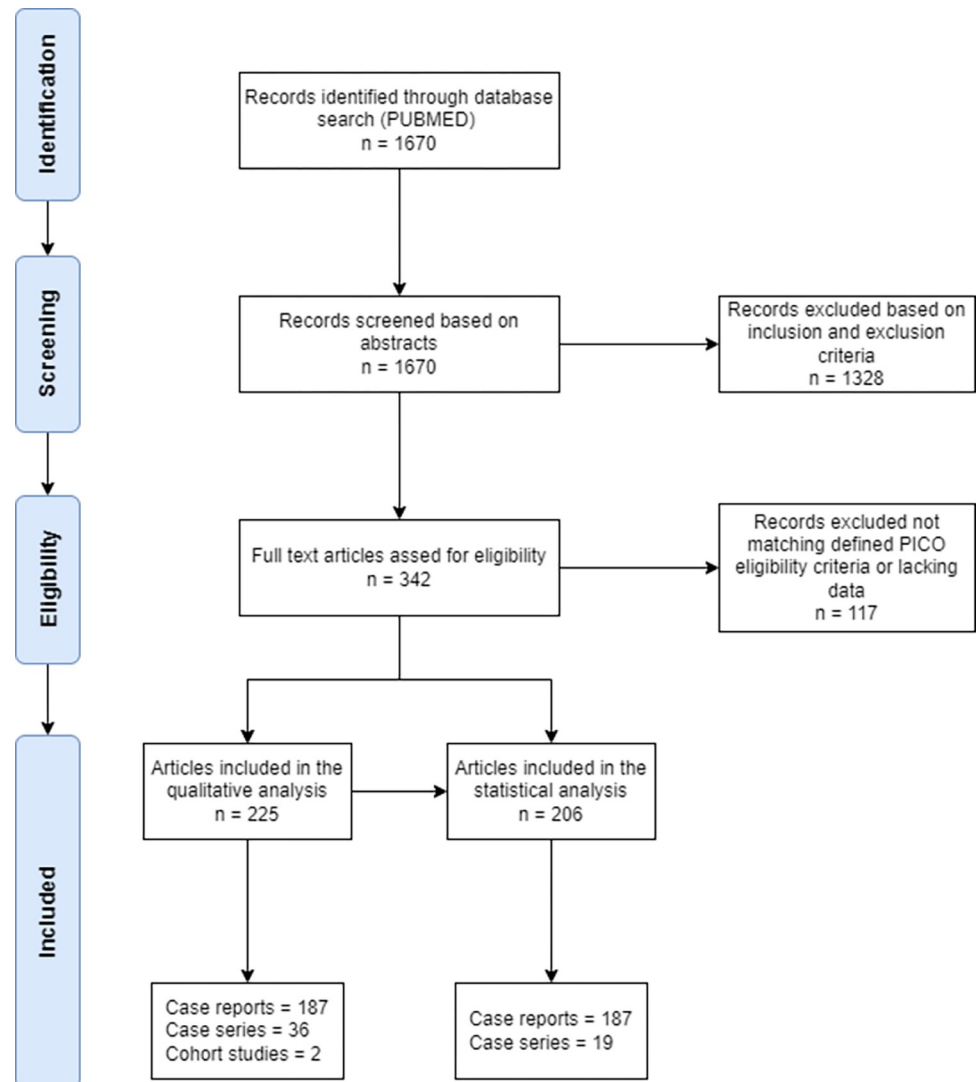 Identification
Records identified through database
search (PUBMED)
n = 1670
Screening
Records screened based on
abstracts
n = 1670
Records excluded based on
inclusion and exclusion
criteria
n = 1328
Eligibility
Full text articles assed for eligibility
n = 342
Records excluded not
matching defined PICO
eligibility criteria or lacking
data
n = 117
Included
Articles included in the
qualitative analysis
n = 225
Articles included in the
statistical analysis
n = 206
Case reports = 187
Case series = 36
Cohort studies = 2
Case reports = 187
Case series = 19